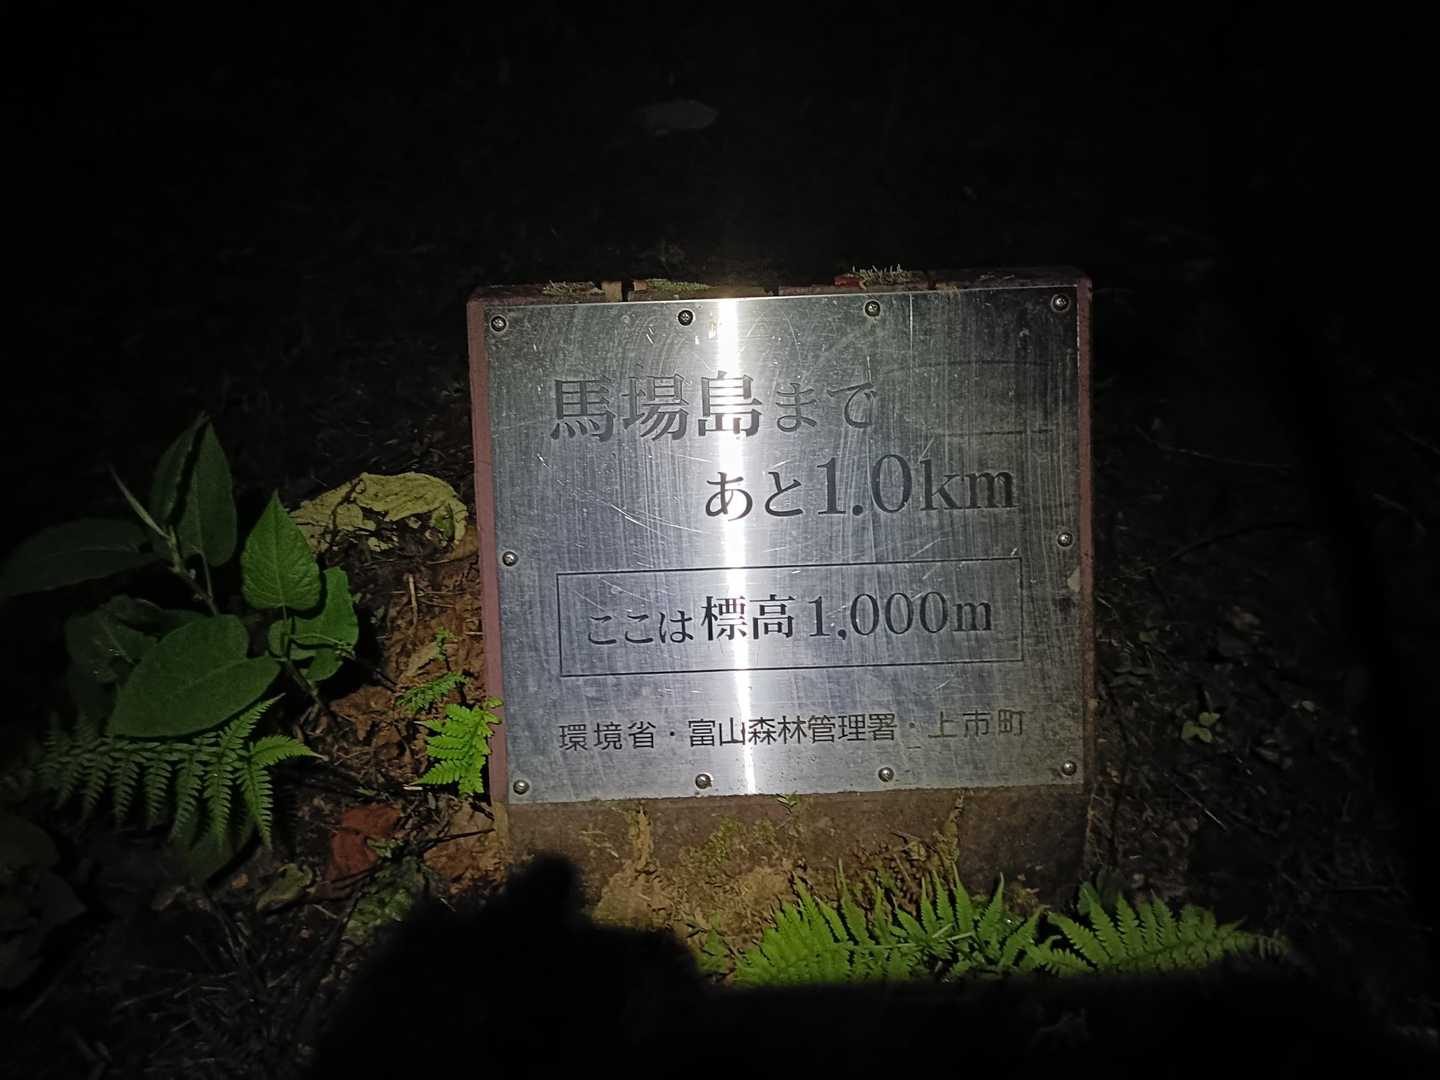 馬場島まで
あと1.0km
ここは標高1,000m
環境省・富山森林管理署・上市町